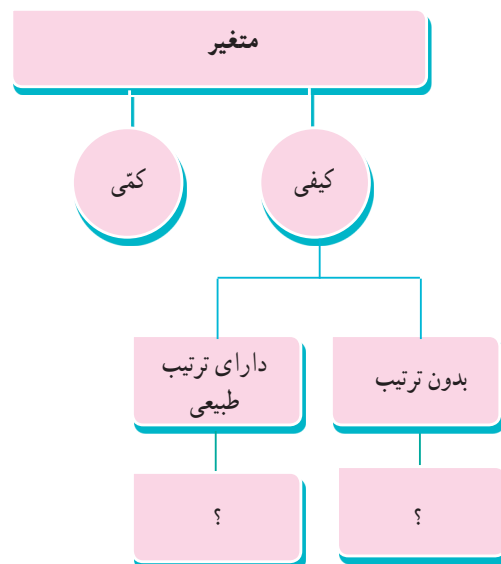 متغیر
کیفی
کمّی
بدون ترتیب
دارای ترتیب
طبیعی
؟
؟